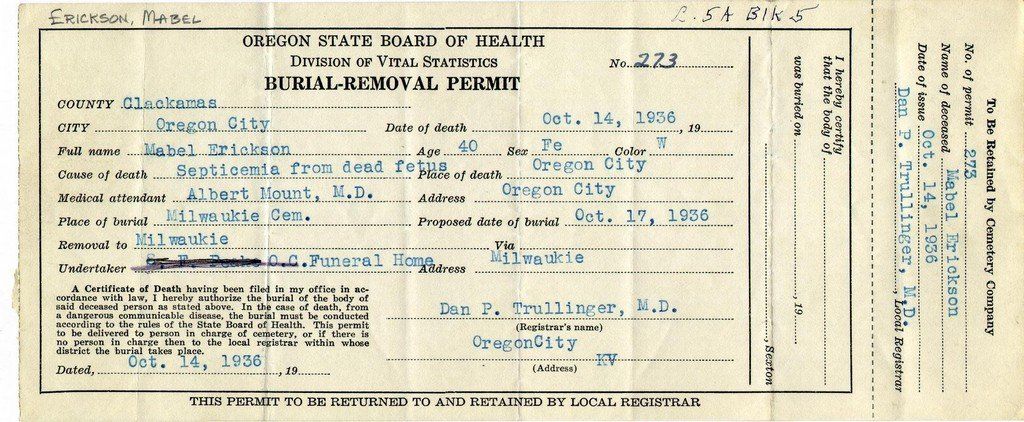 ERICKSON, MABEL
R. 5A Blk 5
OREGON STATE BOARD OF HEALTH
DIVISION OF VITAL STATISTICS
No. 273
BURIAL-REMOVAL PERMIT
COUNTY Clackamas
CITY Oregon City Date of death Oct. 14, 1936, 19
Full name Mabel Erickson Age 40 Sex Fe Color W
Cause of death Septicemia from dead fetus Place of death Oregon City
Medical attendant Albert Mount, M.D. Address Oregon City
Place of burial Milwaukie Cem. Proposed date of burial Oct. 17, 1936
Removal to Milwaukie Via
Undertaker O.C.Funeral Home Address Milwaukie
A Certificate of Death having been filed in my office in ac-
cordance with law, I hereby authorize the burial of the body of
said deceased person as stated above. In the case of death, from
a dangerous communicable disease, the burial must be conducted
according to the rules of the State Board of Health. This permit
to be delivered to person in charge of cemetery, or if there is
no person in charge then to the local registrar within whose
district the burial takes place.
Dated, Oct. 14, 1936, 19
Dan P. Trullinger, M.D.
(Registrar's name)
OregonCity
(Address) KV
THIS PERMIT TO BE RETURNED TO AND RETAINED BY LOCAL REGISTRAR
I hereby certify
that the body of
was buried on , 19
, Sexton
To Be Retained by Cemetery Company
No. of permit 273
Name of deceased Mabel Erickson
Date of issue Oct. 14, 1936
Dan P. Trullinger, M.D.
, Local Registrar